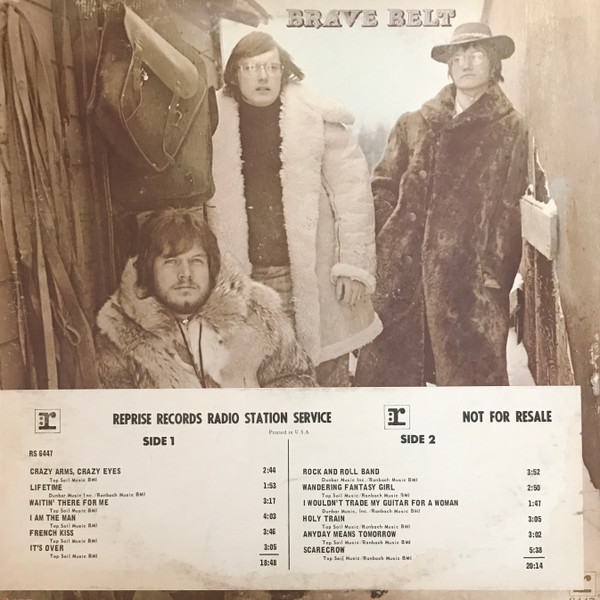 BRAVE BELT
REPRISE RECORDS RADIO STATION SERVICE
NOT FOR RESALE
Printed in U.S.A.
SIDE 1
RS 6447
CRAZY ARMS, CRAZY EYES 2:44
Top Soil Music BMI
LIFETIME 1:53
Dunbar Music Inc./Ranbach Music BMI
WAITIN' THERE FOR ME 3:17
Top Soil Music BMI
I AM THE MAN 4:03
Top Soil Music BMI
FRENCH KISS 3:46
Top Soil Music BMI
IT'S OVER 3:05
Top Soil Music BMI
18:48
SIDE 2
ROCK AND ROLL BAND 3:52
Dunbar Music Inc./Ranbach Music BMI
WANDERING FANTASY GIRL 2:50
Top Soil Music/Ranbach Music BMI
I WOULDN'T TRADE MY GUITAR FOR A WOMAN 1:47
Dunbar Music, Inc./Ranbach Music BMI
HOLY TRAIN 3:05
Top Soil Music/Ranbach Music BMI
ANYDAY MEANS TOMORROW 3:02
Top Soil Music/Ranbach Music BMI
SCARECROW 5:38
Top Soil Music/Ranbach Music BMI
20:14